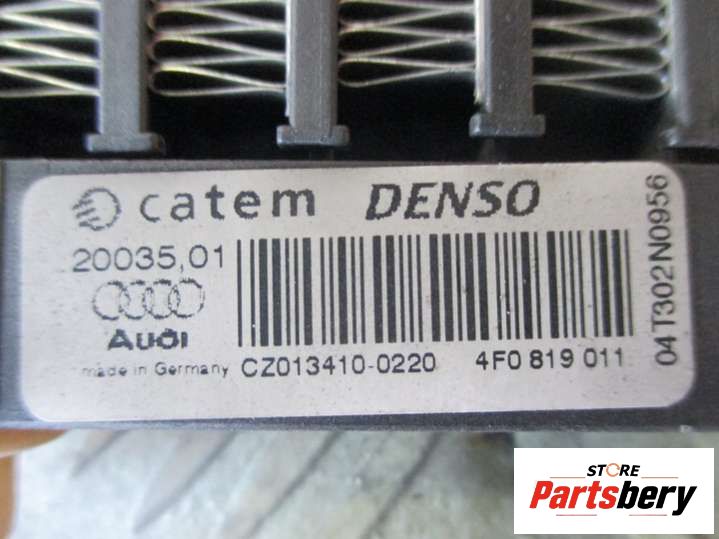 catem DENSO
20035,01
Audi
made in Germany
CZ013410-0220 4F0 819 011
04T302N0956
STORE
Partsbery